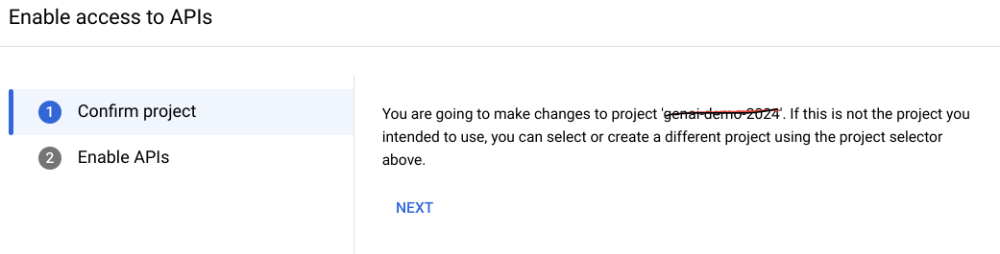 Enable access to APIs
1 Confirm project
2 Enable APIs
You are going to make changes to project 'genai-demo-2024'. If this is not the project you
intended to use, you can select or create a different project using the project selector
above.
NEXT